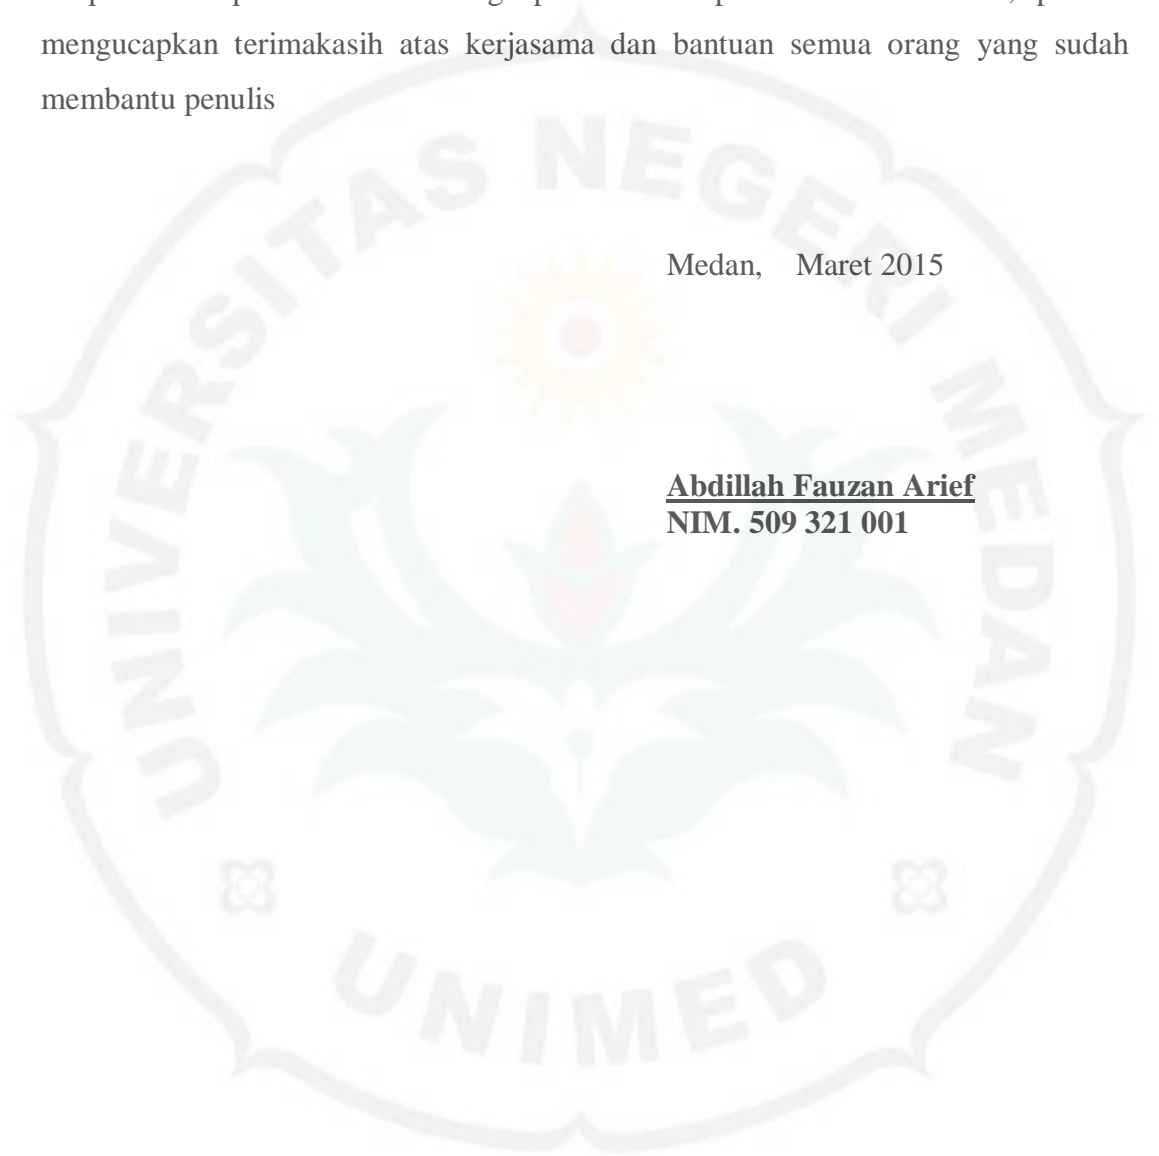 mengucapkan terimakasih atas kerjasama dan bantuan semua orang yang sudah
membantu penulis
UNIVERSITAS NEGERI MEDAN
Medan, Maret 2015
Abdillah Fauzan Arief
NIM. 509 321 001
UNIMED